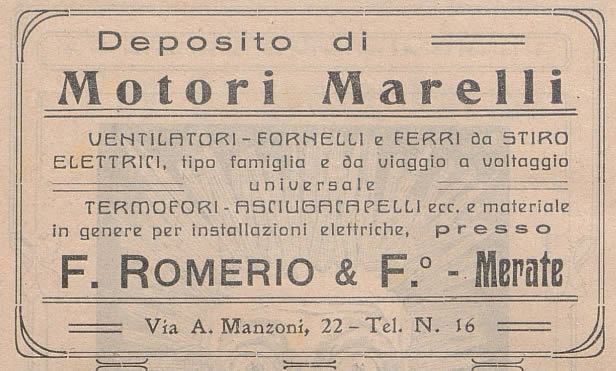 Deposito di
Motori Marelli
VENTILATORI - FORNELLI e FERRI da STIRO
ELETTRICI, tipo famiglia e da viaggio a voltaggio
universale
TERMOFORI - ASCIUGACAPELLI ecc. e materiale
in genere per installazioni elettriche, presso
F. ROMERIO & F.º - Merate
Via A. Manzoni, 22 - Tel. N. 16